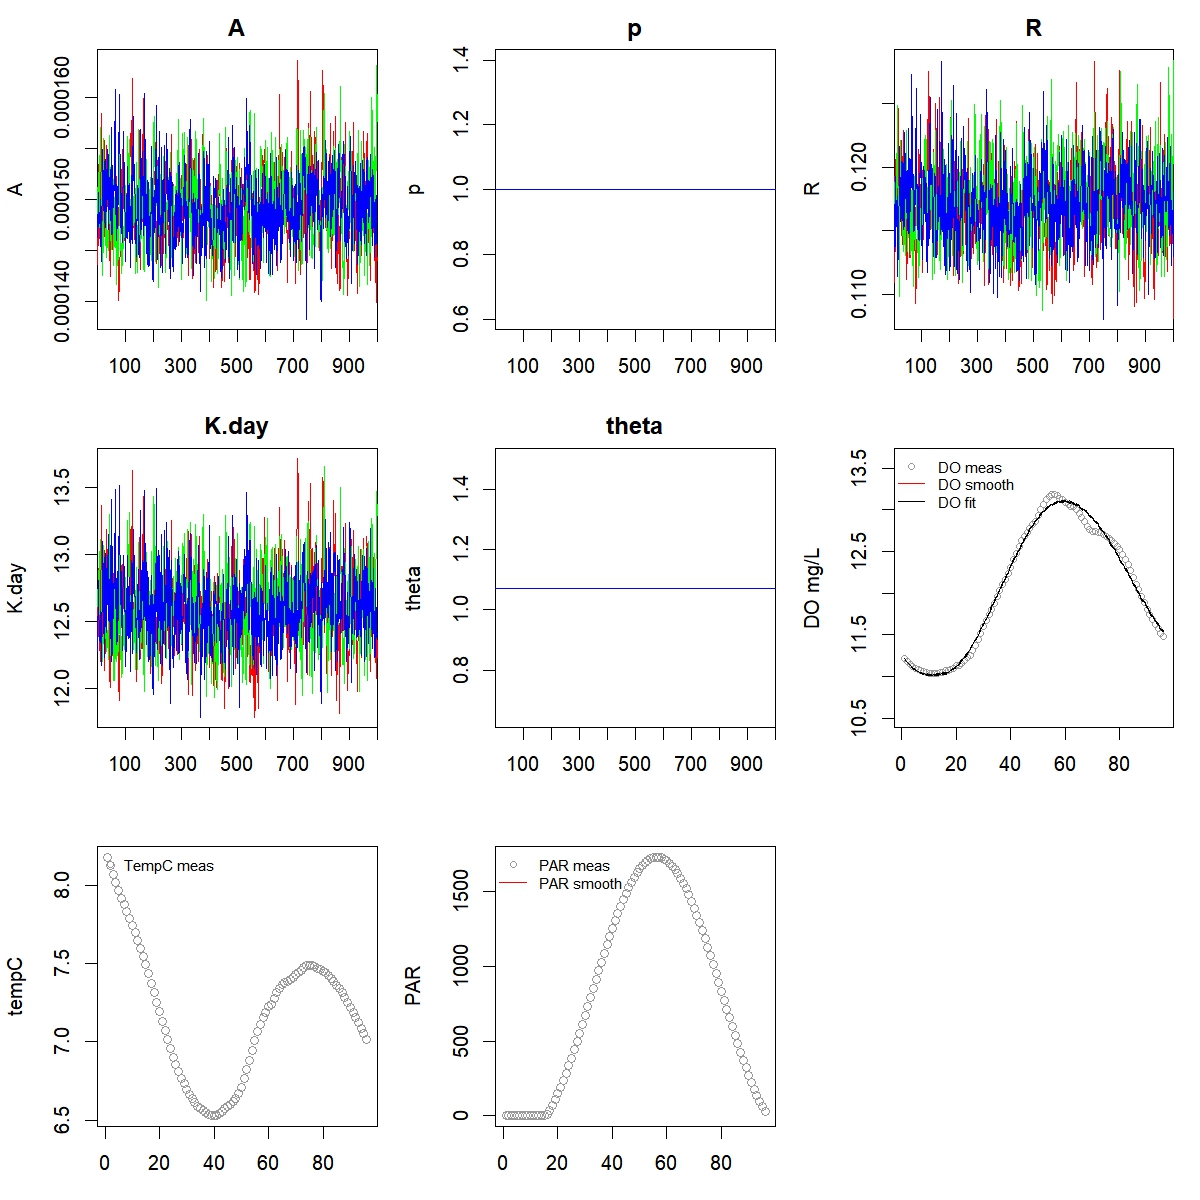 A
p
R
A
0.000140
0.000150
0.000160
100 300 500 700 900
p
0.6
0.8
1.0
1.2
1.4
100 300 500 700 900
R
0.110
0.120
100 300 500 700 900
K.day
theta
K.day
12.0
12.5
13.0
13.5
100 300 500 700 900
theta
0.8
1.0
1.2
1.4
100 300 500 700 900
DO mg/L
10.5
11.5
12.5
13.5
DO meas
DO smooth
DO fit
0 20 40 60 80
tempC
6.5
7.0
7.5
8.0
TempC meas
0 20 40 60 80
PAR
0
500
1000
1500
PAR meas
PAR smooth
0 20 40 60 80